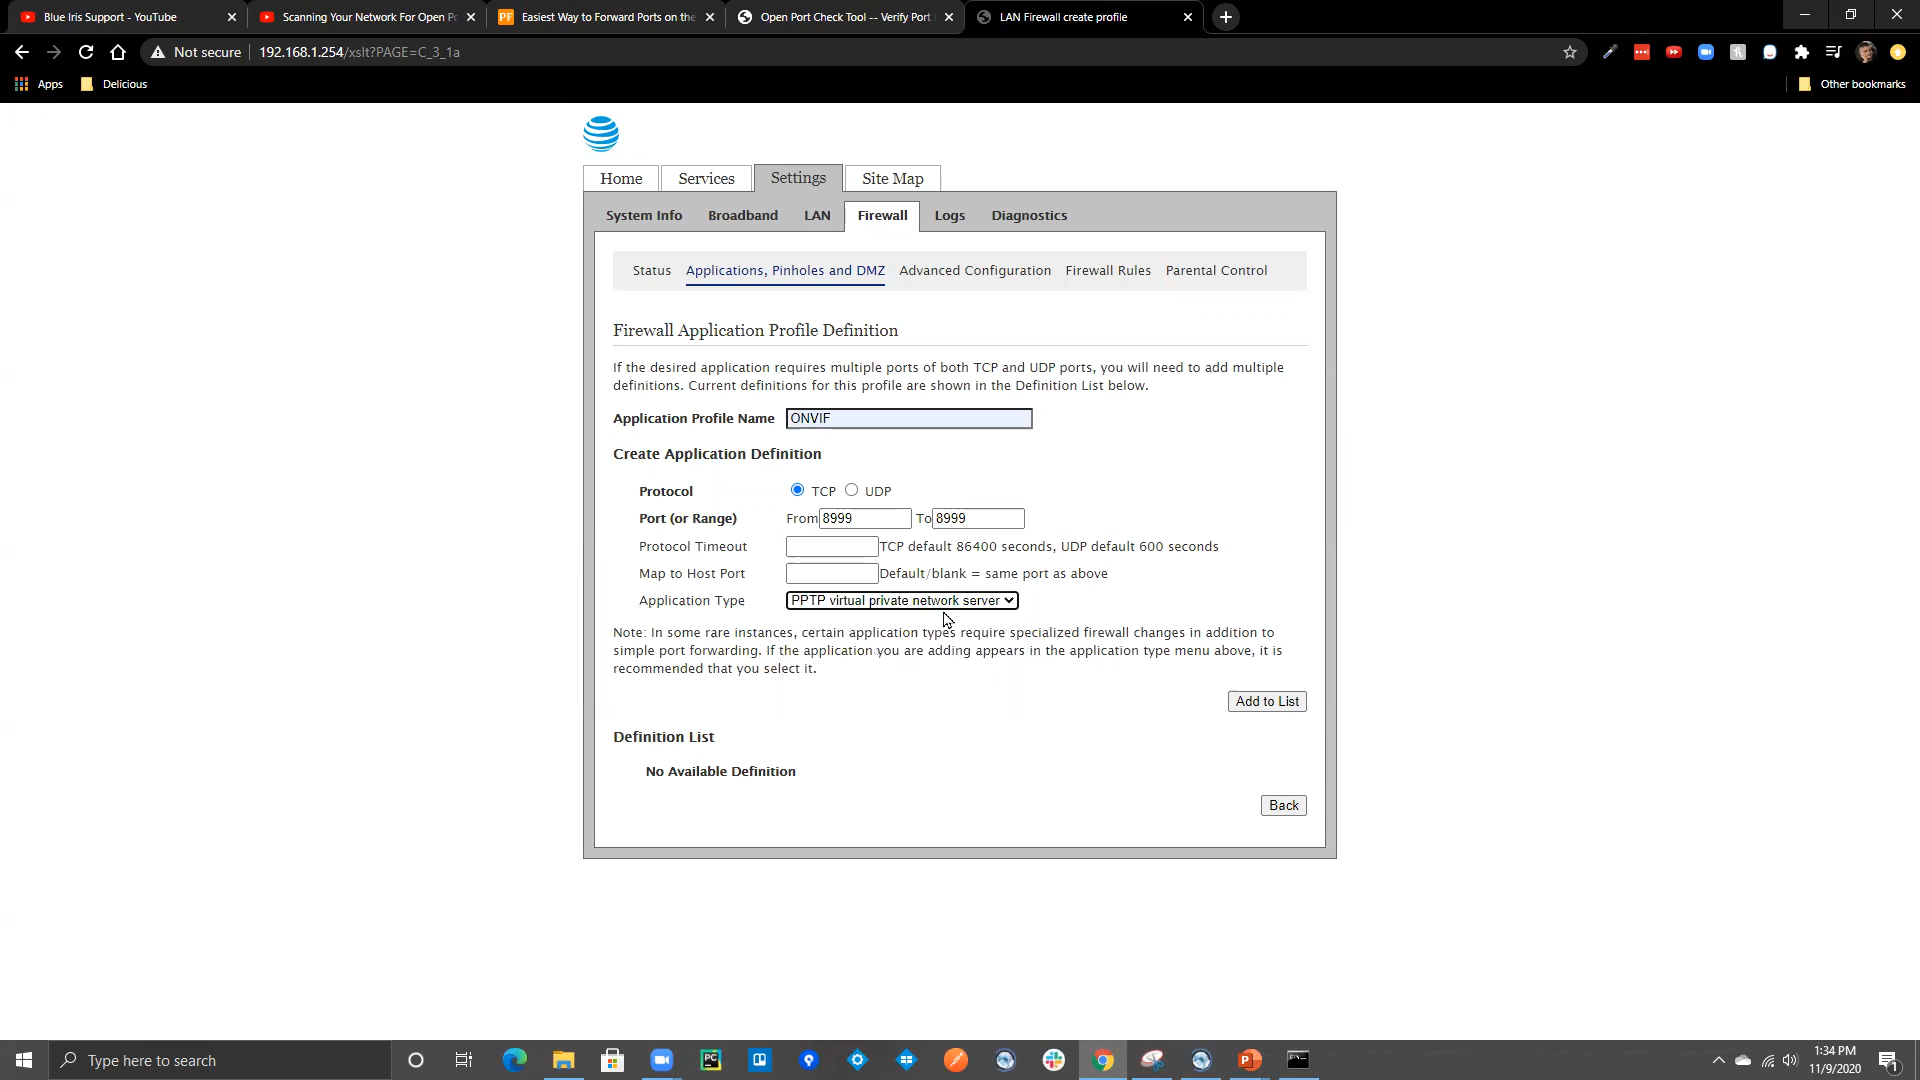 Blue Iris Support - YouTube
Scanning Your Network For Open Po
PF Easiest Way to Forward Ports on the
Open Port Check Tool -- Verify Port
LAN Firewall create profile
Not secure 192.168.1.254/xslt?PAGE=C_3_1a
Apps Delicious Other bookmarks
Home Services Settings Site Map
System Info Broadband LAN Firewall Logs Diagnostics
Status Applications, Pinholes and DMZ Advanced Configuration Firewall Rules Parental Control
Firewall Application Profile Definition
If the desired application requires multiple ports of both TCP and UDP ports, you will need to add multiple
definitions. Current definitions for this profile are shown in the Definition List below.
Application Profile Name ONVIF
Create Application Definition
Protocol TCP UDP
Port (or Range) From 8999 To 8999
Protocol Timeout TCP default 86400 seconds, UDP default 600 seconds
Map to Host Port Default/blank = same port as above
Application Type PPTP virtual private network server
Note: In some rare instances, certain application types require specialized firewall changes in addition to
simple port forwarding. If the application you are adding appears in the application type menu above, it is
recommended that you select it.
Add to List
Definition List
No Available Definition
Back
Type here to search
PC
1:34 PM
11/9/2020
1